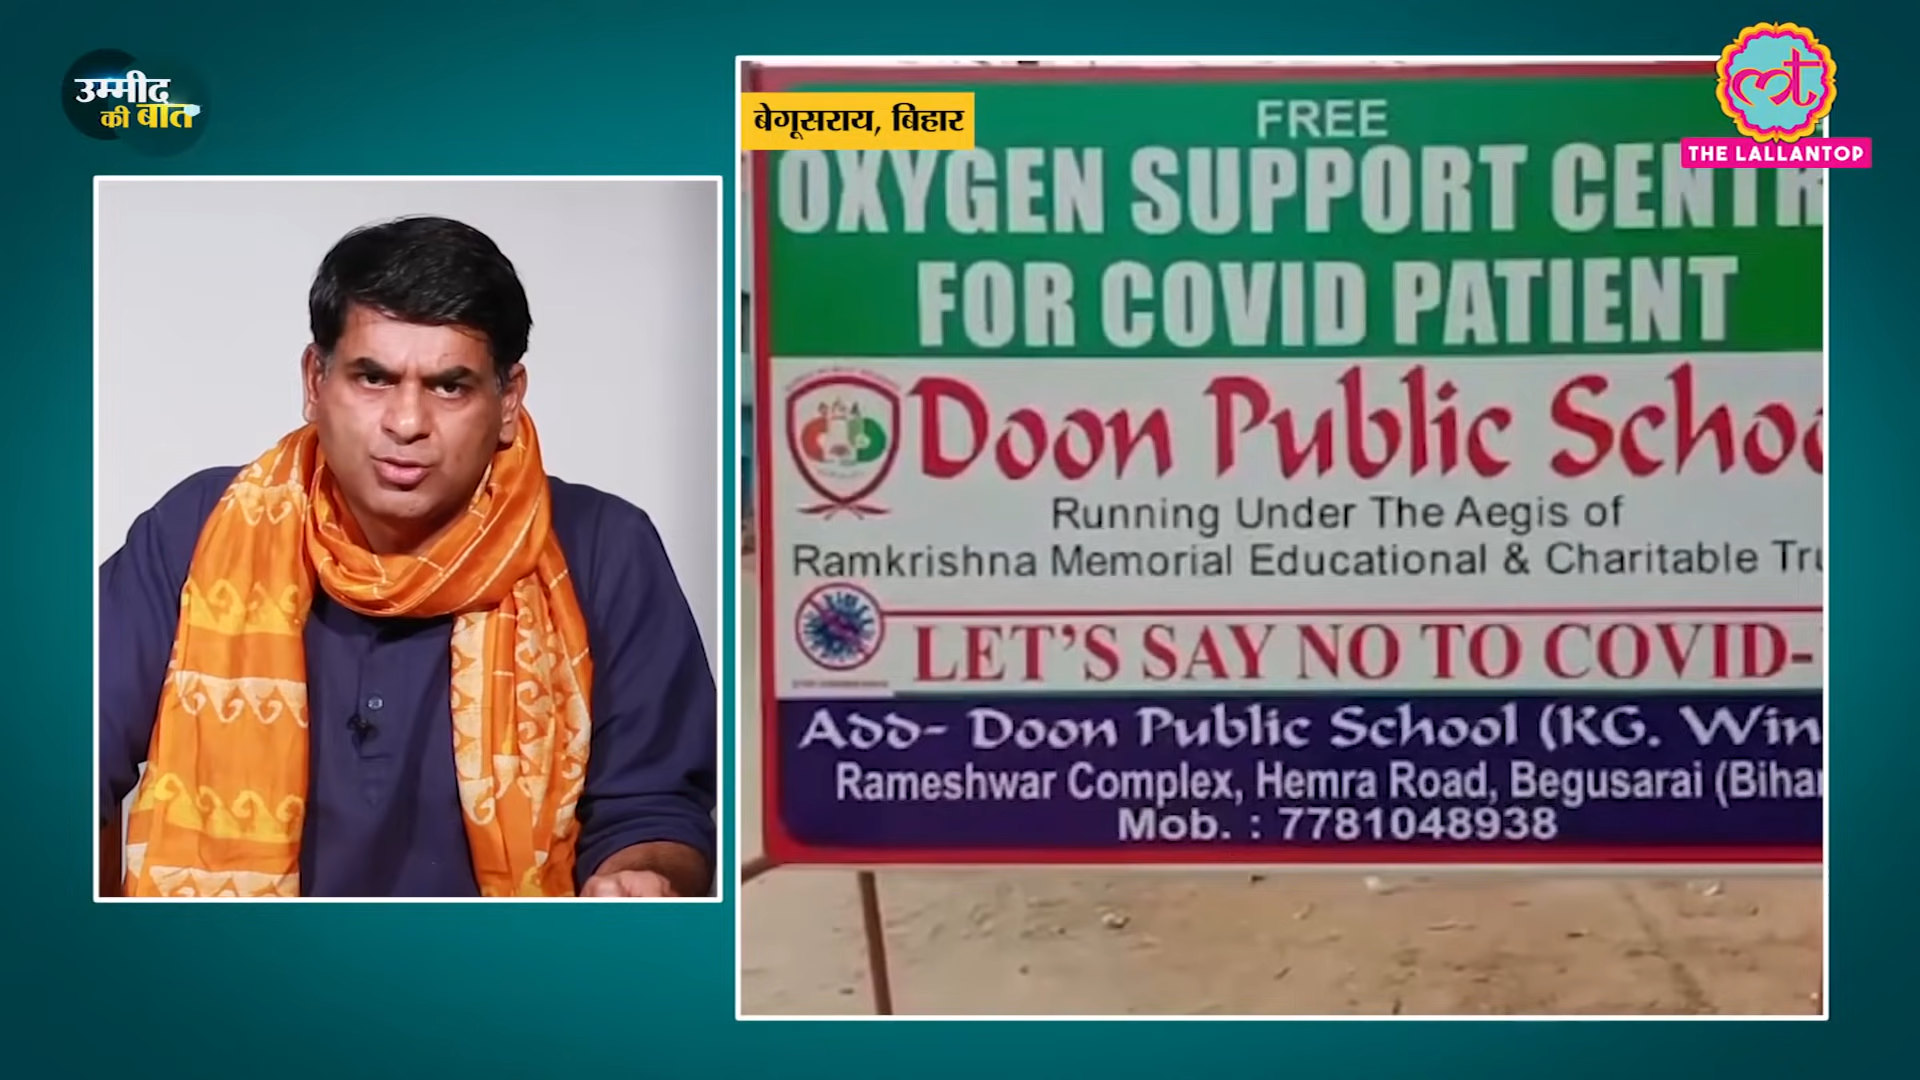 उम्मीद
की बात
बेगूसराय, बिहार
THE LALLANTOP
FREE
OXYGEN SUPPORT CENTR
FOR COVID PATIENT
Doon Public Schoo
Running Under The Aegis of
Ramkrishna Memorial Educational & Charitable Tru
LET'S SAY NO TO COVID-
Add- Doon Public School (KG. Win
Rameshwar Complex, Hemra Road, Begusarai (Bihar
Mob. : 7781048938